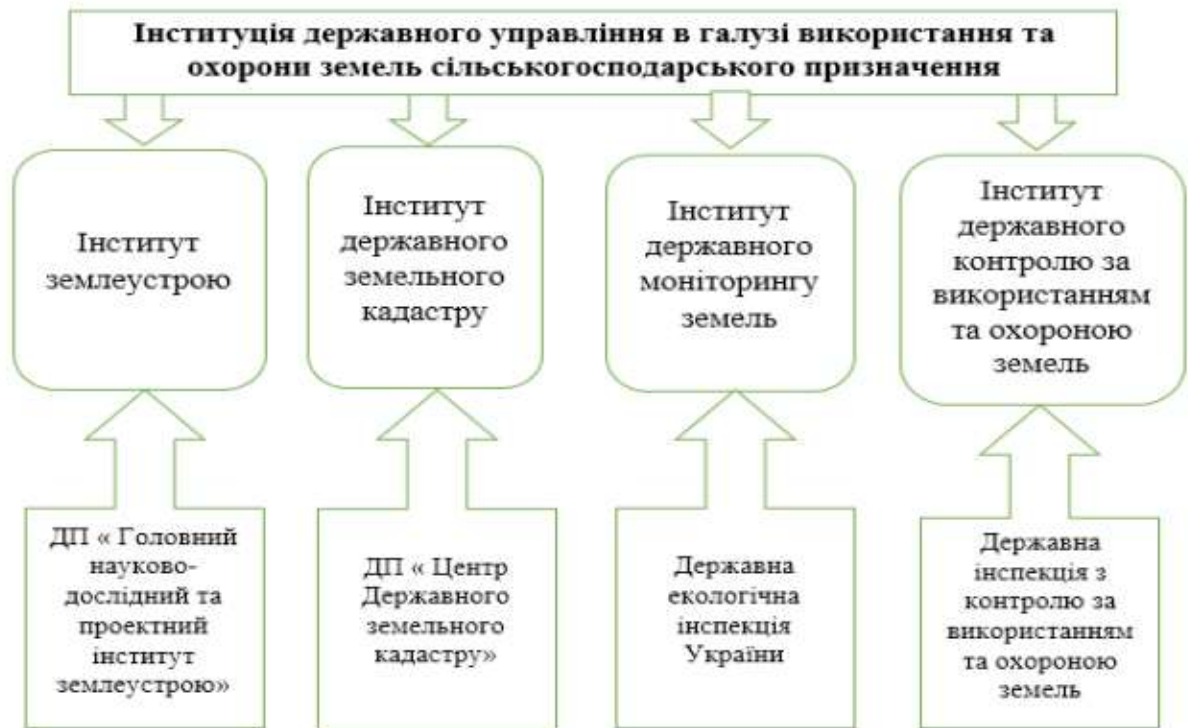 Інституція державного управління в галузі використання та
охорони земель сільськогосподарського призначення
Інститут
землеустрою
Інститут
державного
земельного
кадастру
Інститут
державного
моніторингу
земель
Інститут
державного
контролю за
використанням
та охороною
земель
ДП « Головний
науково-
дослідний та
проектний
інститут
землеустрою»
ДП « Центр
Державного
земельного
кадастру»
Державна
екологічна
інспекція
України
Державна
інспекція з
контролю за
використанням
та охороною
земель